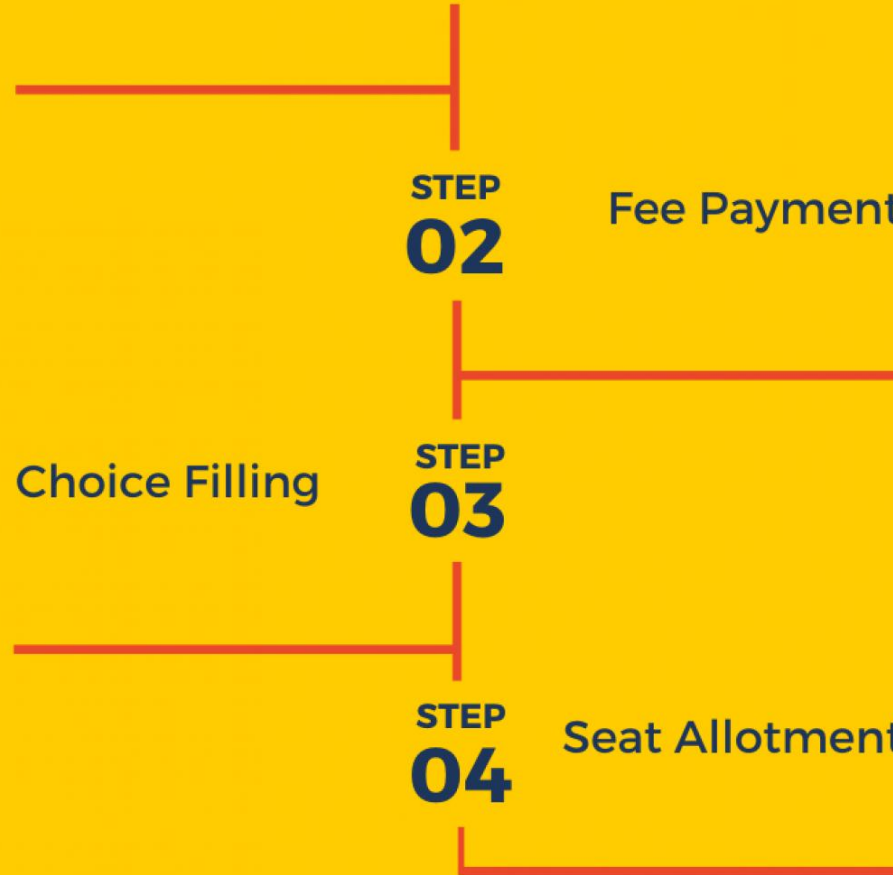 STEP
02
Fee Payment
STEP
03
Choice Filling
STEP
04
Seat Allotment